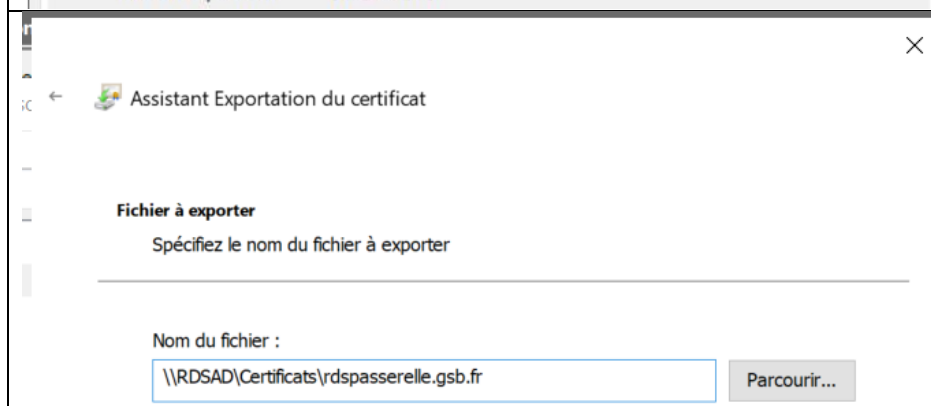 Assistant Exportation du certificat
Fichier à exporter
Spécifiez le nom du fichier à exporter
Nom du fichier :
\\RDSAD\Certificats\rdspasserelle.gsb.fr
Parcourir...